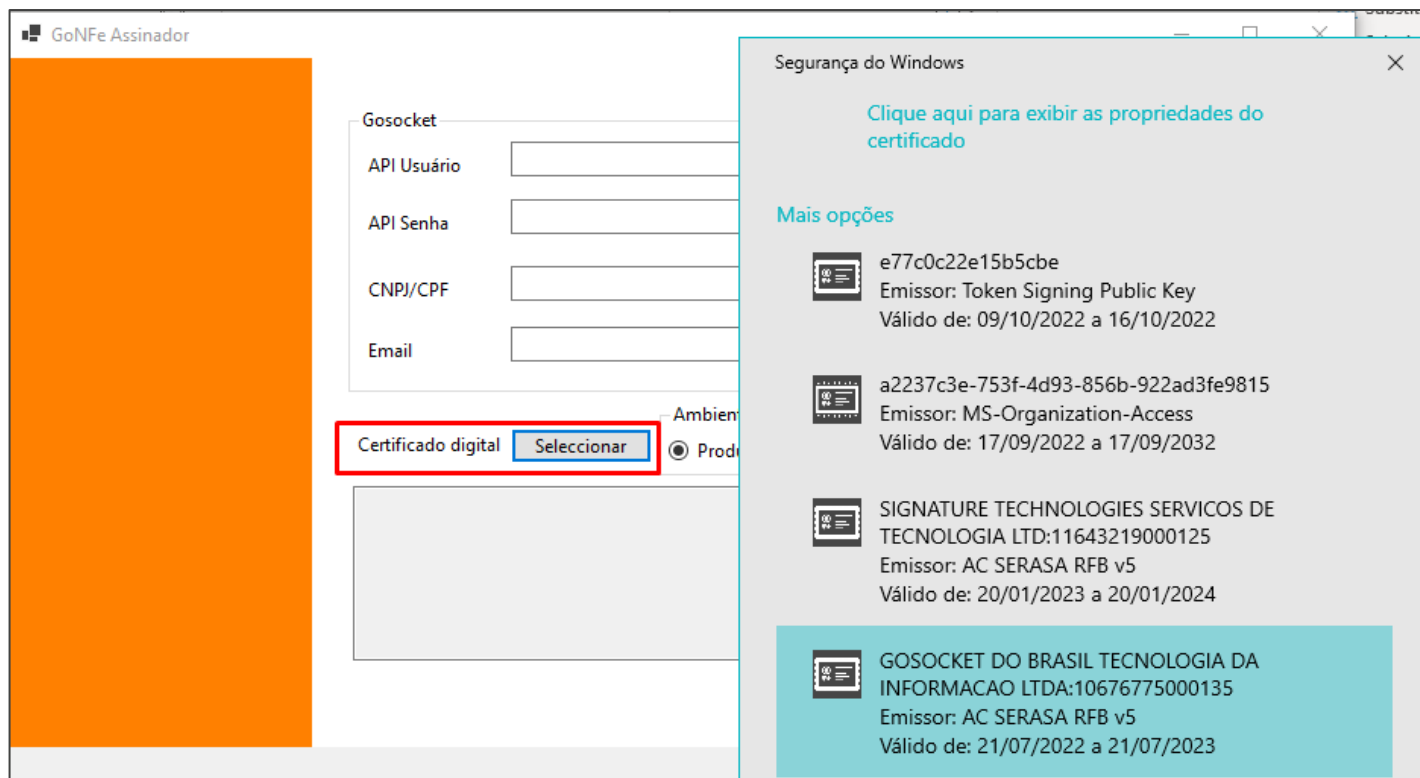 GoNFe Assinador
Gosocket
API Usuário
API Senha
CNPJ/CPF
Email
Certificado digital
Seleccionar
Ambient
Prod
Segurança do Windows
Clique aqui para exibir as propriedades do
certificado
Mais opções
e77c0c22e15b5cbe
Emissor: Token Signing Public Key
Válido de: 09/10/2022 a 16/10/2022
a2237c3e-753f-4d93-856b-922ad3fe9815
Emissor: MS-Organization-Access
Válido de: 17/09/2022 a 17/09/2032
SIGNATURE TECHNOLOGIES SERVICOS DE
TECNOLOGIA LTD:11643219000125
Emissor: AC SERASA RFB v5
Válido de: 20/01/2023 a 20/01/2024
GOSOCKET DO BRASIL TECNOLOGIA DA
INFORMACAO LTDA:10676775000135
Emissor: AC SERASA RFB v5
Válido de: 21/07/2022 a 21/07/2023